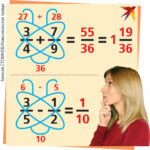 27 + 28
3/4 + 7/9 = 55/36 = 1 19/36
36
6 - 5
3/5 - 1/2 = 1/10
10